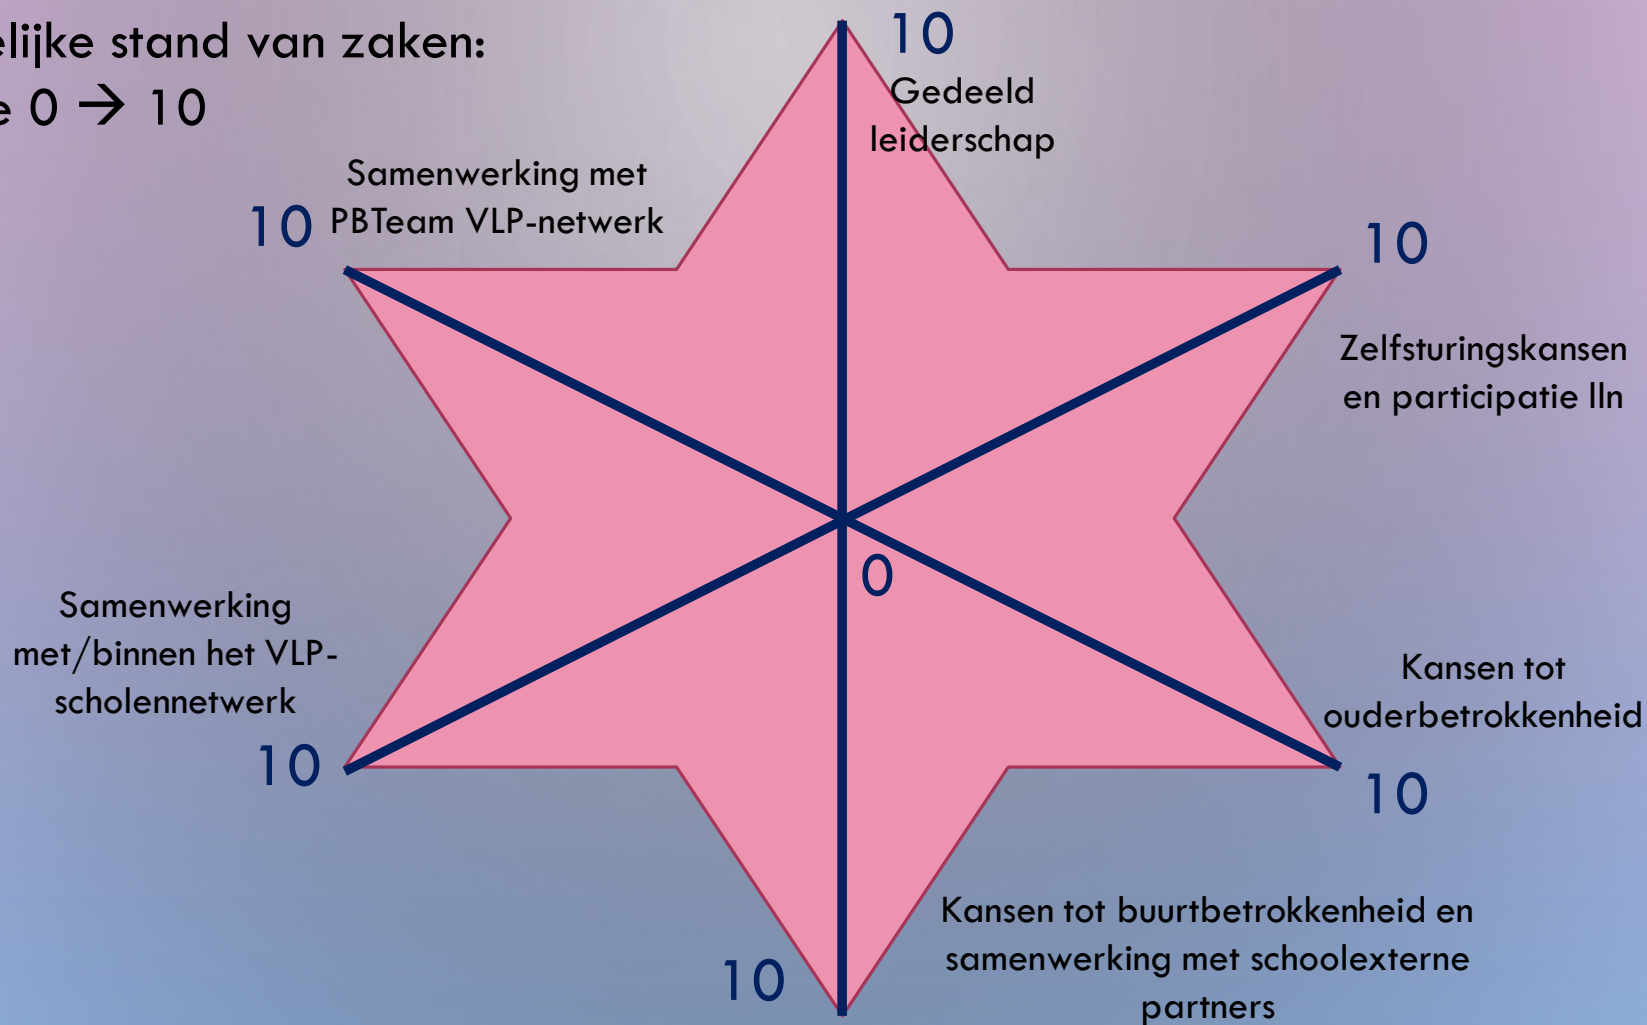 elijke stand van zaken:
e 0 → 10
10
Gedeeld
leiderschap
Samenwerking met
PBTeam VLP-netwerk
10
10
Zelfsturingskansen
en participatie lln
0
Samenwerking
met/binnen het VLP-
scholennetwerk
10
Kansen tot
ouderbetrokkenheid
10
Kansen tot buurtbetrokkenheid en
samenwerking met schoolexterne
partners
10